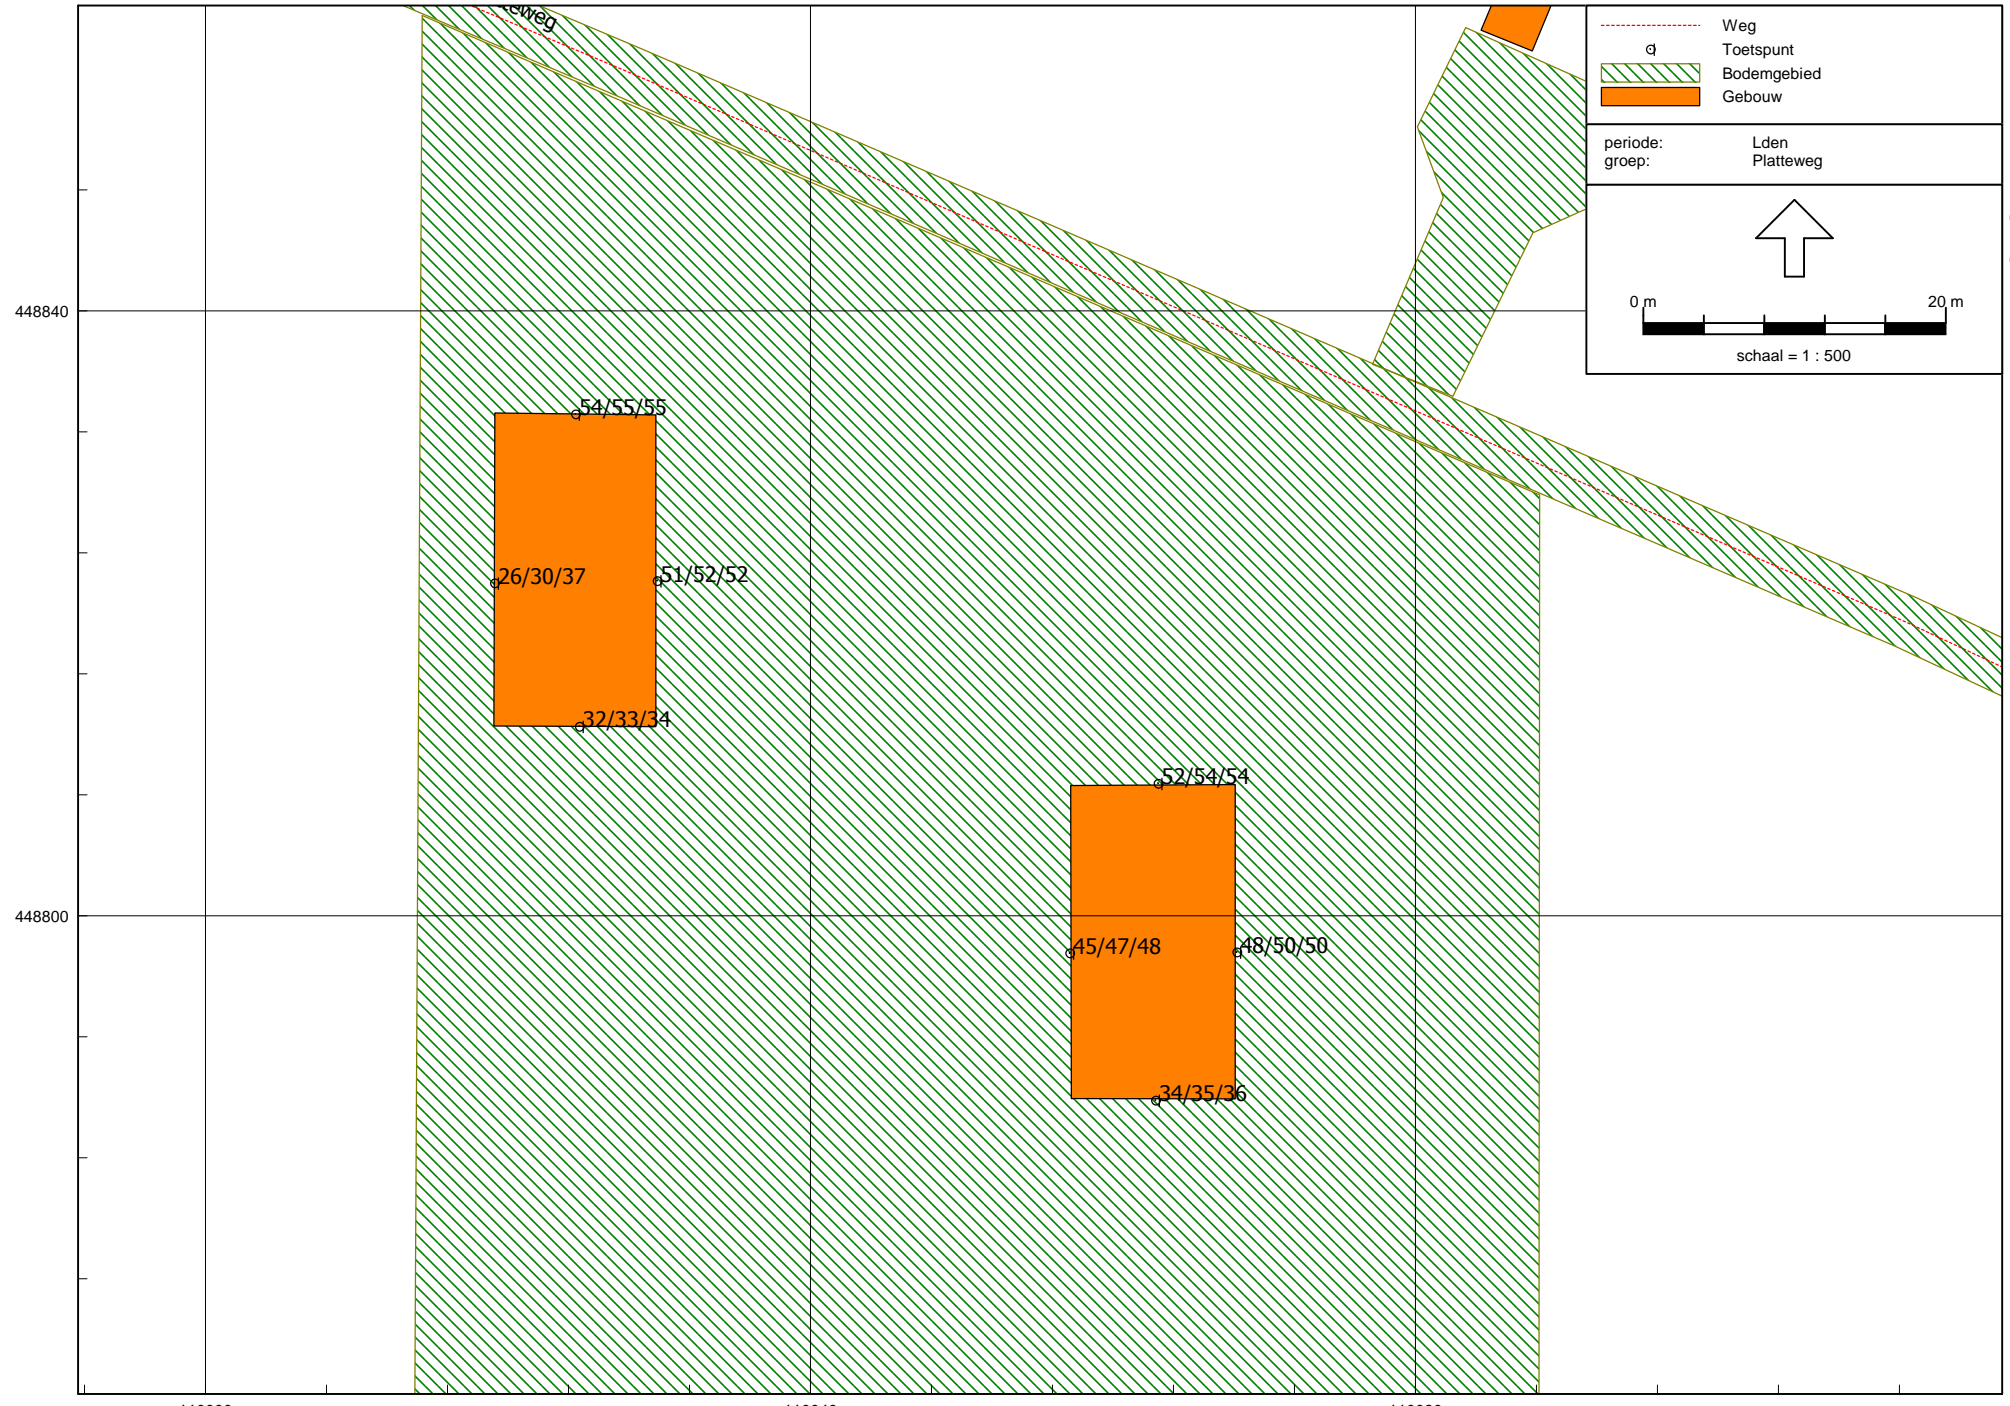 Weg
Toetspunt
Bodemgebied
Gebouw
periode: Lden
groep: Platteweg
0 m 20 m
schaal = 1 : 500
448840
54/55/55
26/30/37
51/52/52
32/33/34
52/54/54
448800
45/47/48
48/50/50
34/35/36